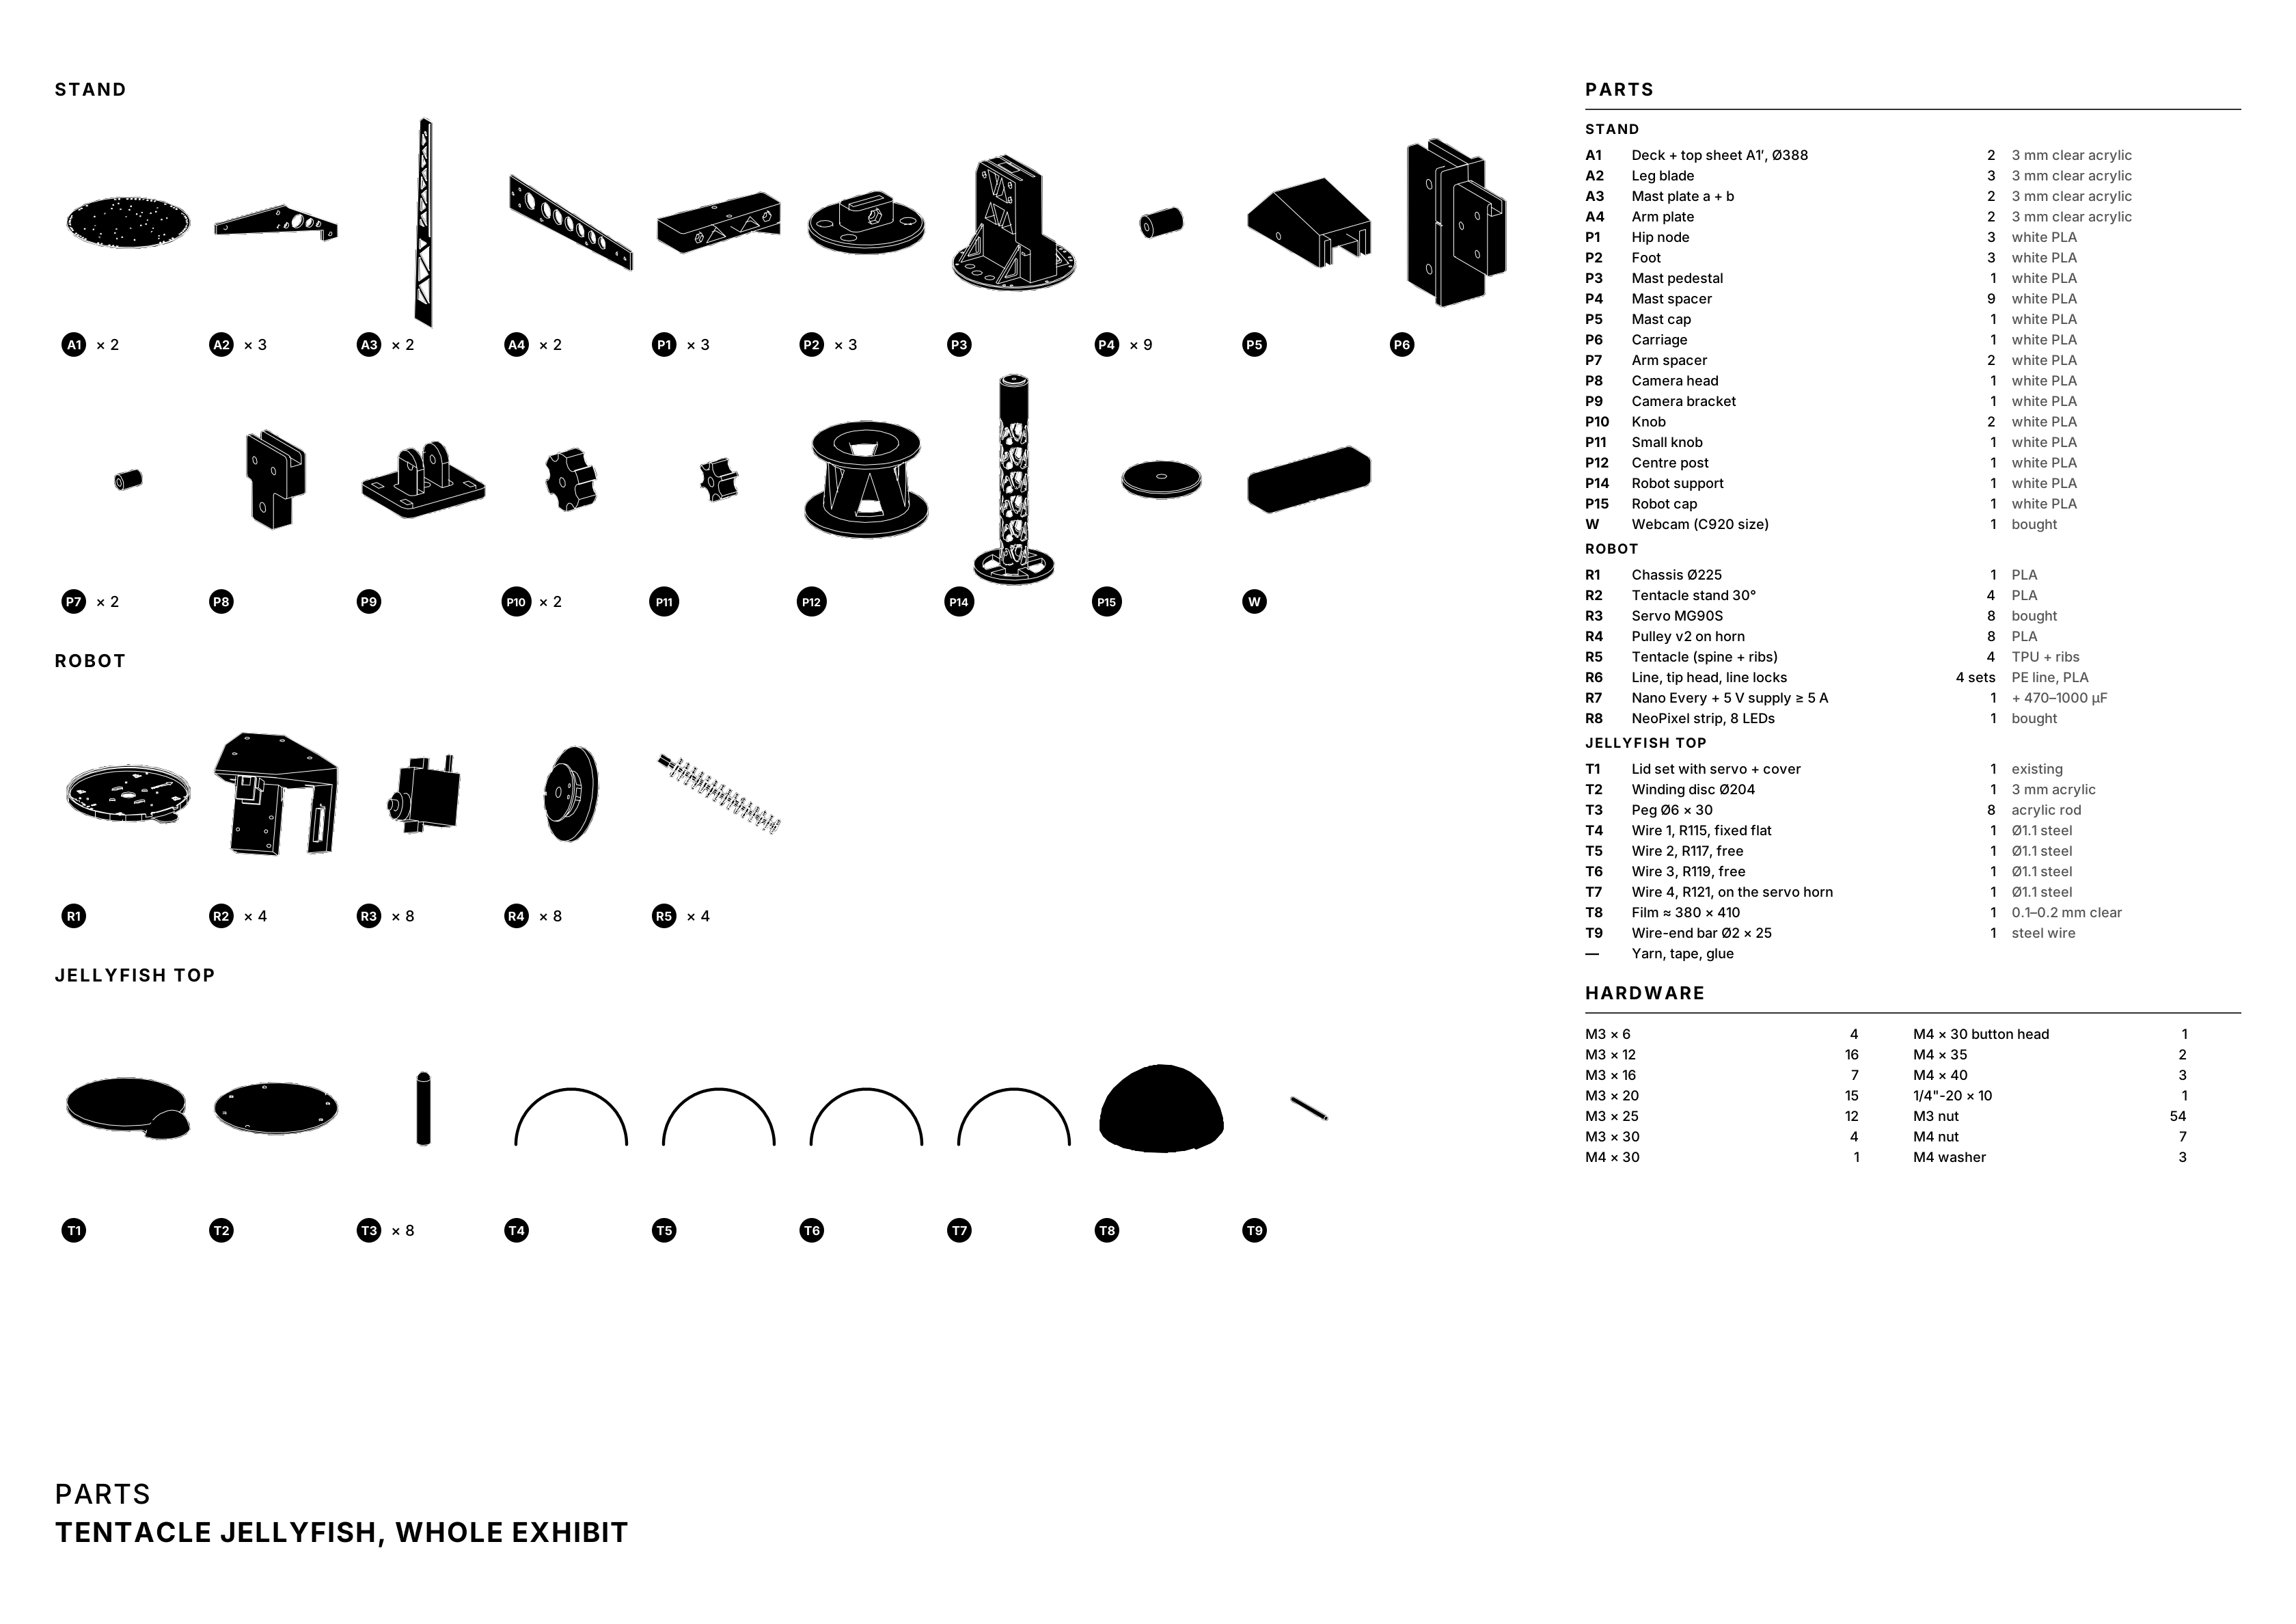 STAND
A1 × 2
A2 × 3
A3 × 2
A4 × 2
P1 × 3
P2 × 3
P3
P4 × 9
P5
P6
P7 × 2
P8
P9
P10 × 2
P11
P12
P14
P15
W
ROBOT
R1
R2 × 4
R3 × 8
R4 × 8
R5 × 4
JELLYFISH TOP
T1
T2
T3 × 8
T4
T5
T6
T7
T8
T9
PARTS
STAND
A1 Deck + top sheet A1′, Ø388 2 3 mm clear acrylic
A2 Leg blade 3 3 mm clear acrylic
A3 Mast plate a + b 2 3 mm clear acrylic
A4 Arm plate 2 3 mm clear acrylic
P1 Hip node 3 white PLA
P2 Foot 3 white PLA
P3 Mast pedestal 1 white PLA
P4 Mast spacer 9 white PLA
P5 Mast cap 1 white PLA
P6 Carriage 1 white PLA
P7 Arm spacer 2 white PLA
P8 Camera head 1 white PLA
P9 Camera bracket 1 white PLA
P10 Knob 2 white PLA
P11 Small knob 1 white PLA
P12 Centre post 1 white PLA
P14 Robot support 1 white PLA
P15 Robot cap 1 white PLA
W Webcam (C920 size) 1 bought
ROBOT
R1 Chassis Ø225 1 PLA
R2 Tentacle stand 30° 4 PLA
R3 Servo MG90S 8 bought
R4 Pulley v2 on horn 8 PLA
R5 Tentacle (spine + ribs) 4 TPU + ribs
R6 Line, tip head, line locks 4 sets PE line, PLA
R7 Nano Every + 5 V supply ≥ 5 A 1 + 470–1000 µF
R8 NeoPixel strip, 8 LEDs 1 bought
JELLYFISH TOP
T1 Lid set with servo + cover 1 existing
T2 Winding disc Ø204 1 3 mm acrylic
T3 Peg Ø6 × 30 8 acrylic rod
T4 Wire 1, R115, fixed flat 1 Ø1.1 steel
T5 Wire 2, R117, free 1 Ø1.1 steel
T6 Wire 3, R119, free 1 Ø1.1 steel
T7 Wire 4, R121, on the servo horn 1 Ø1.1 steel
T8 Film ≈ 380 × 410 1 0.1–0.2 mm clear
T9 Wire-end bar Ø2 × 25 1 steel wire
— Yarn, tape, glue
HARDWARE
M3 × 6 4 M4 × 30 button head 1
M3 × 12 16 M4 × 35 2
M3 × 16 7 M4 × 40 3
M3 × 20 15 1/4"-20 × 10 1
M3 × 25 12 M3 nut 54
M3 × 30 4 M4 nut 7
M4 × 30 1 M4 washer 3
PARTS
TENTACLE JELLYFISH, WHOLE EXHIBIT